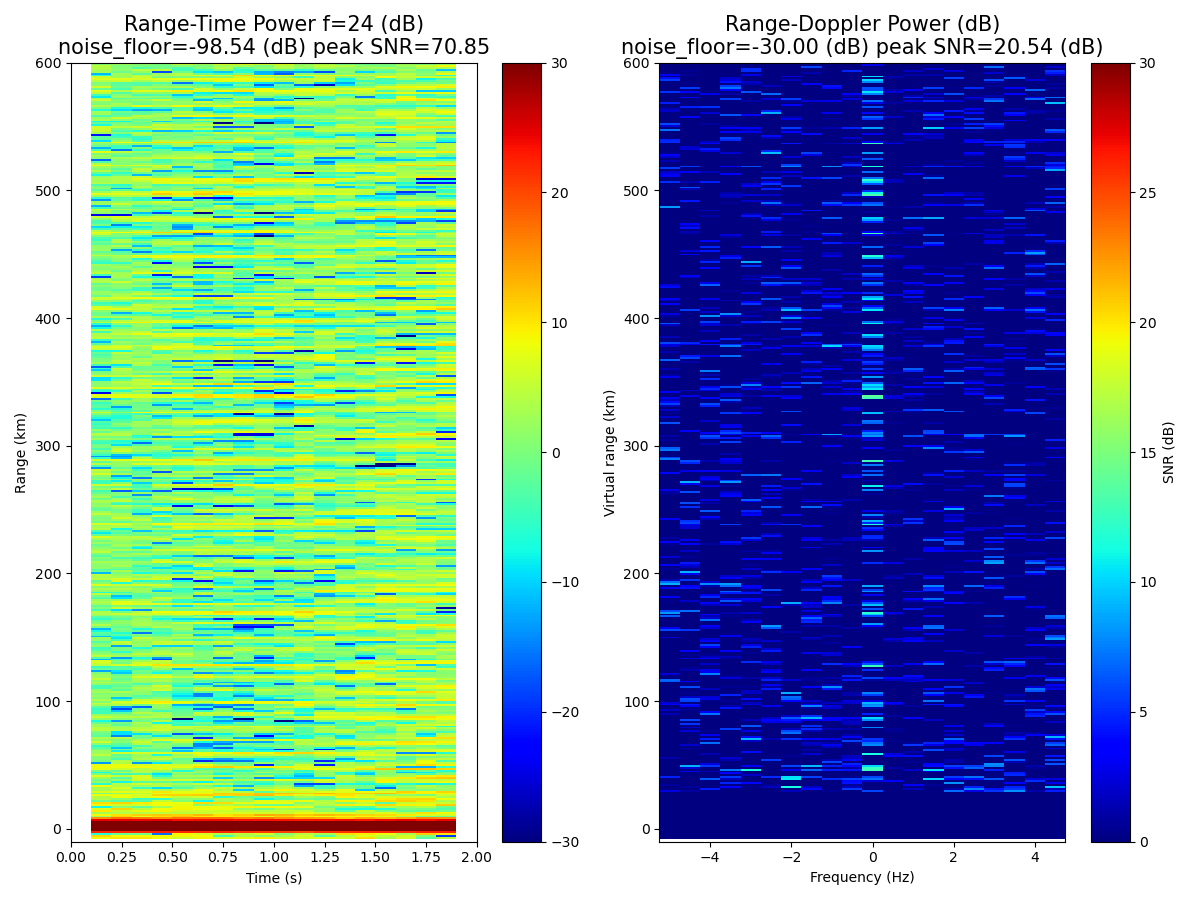 Range-Time Power f=24 (dB)
noise_floor=-98.54 (dB) peak SNR=70.85
600
500
400
300
200
100
0
Range (km)
0.00 0.25 0.50 0.75 1.00 1.25 1.50 1.75 2.00
Time (s)
30
20
10
0
−10
−20
−30
Range-Doppler Power (dB)
noise_floor=-30.00 (dB) peak SNR=20.54 (dB)
600
500
400
300
200
100
0
Virtual range (km)
−4 −2 0 2 4
Frequency (Hz)
30
25
20
15
10
5
0
SNR (dB)